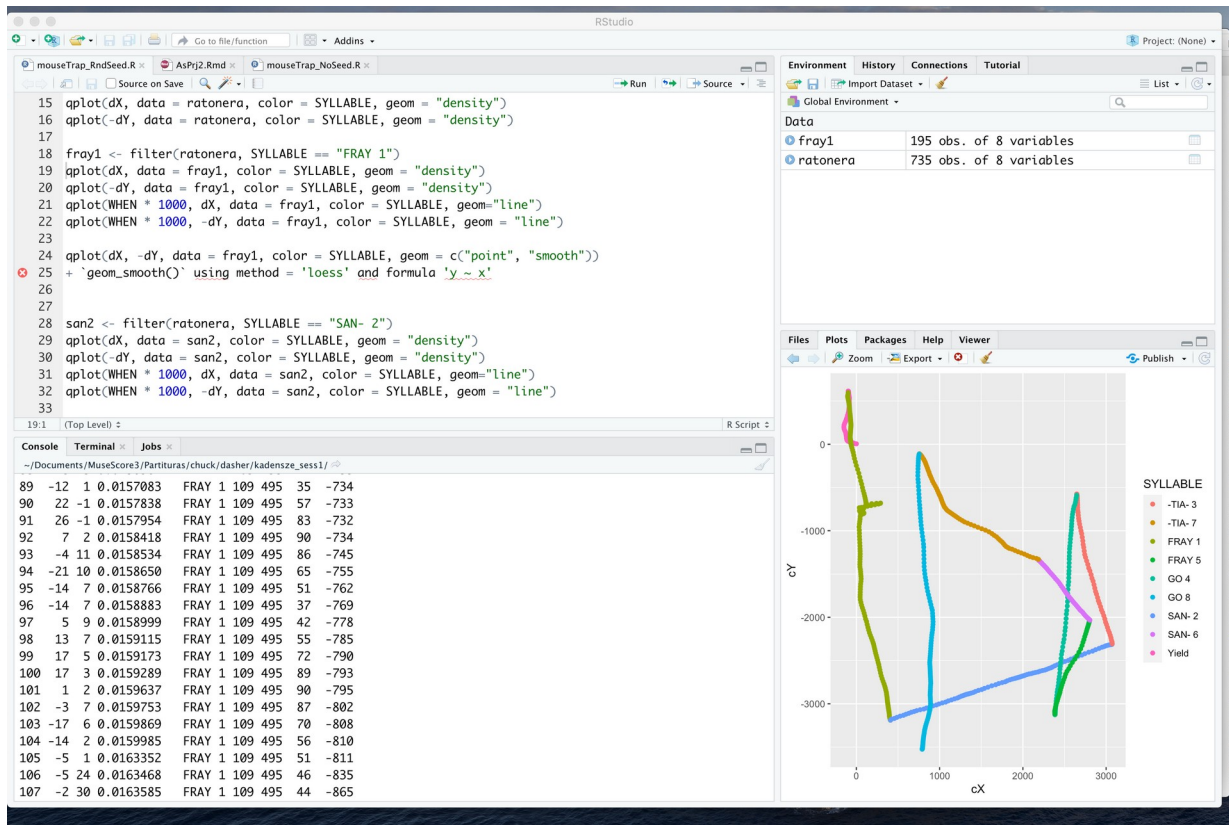 RStudio
Go to file/function
Addins
Project: (None)
mouseTrap_RndSeed.R
AsPrj2.Rmd
mouseTrap_NoSeed.R
Source on Save
Run
Source
15 qplot(dX, data = ratonera, color = SYLLABLE, geom = "density")
16 qplot(-dY, data = ratonera, color = SYLLABLE, geom = "density")
17
18 fray1 <- filter(ratonera, SYLLABLE == "FRAY 1")
19 qplot(dX, data = fray1, color = SYLLABLE, geom = "density")
20 qplot(-dY, data = fray1, color = SYLLABLE, geom = "density")
21 qplot(WHEN * 1000, dX, data = fray1, color = SYLLABLE, geom="line")
22 qplot(WHEN * 1000, -dY, data = fray1, color = SYLLABLE, geom = "line")
23
24 qplot(dX, -dY, data = fray1, color = SYLLABLE, geom = c("point", "smooth"))
25 + `geom_smooth()` using method = 'loess' and formula 'y ~ x'
26
27
28 san2 <- filter(ratonera, SYLLABLE == "SAN- 2")
29 qplot(dX, data = san2, color = SYLLABLE, geom = "density")
30 qplot(-dY, data = san2, color = SYLLABLE, geom = "density")
31 qplot(WHEN * 1000, dX, data = san2, color = SYLLABLE, geom="line")
32 qplot(WHEN * 1000, -dY, data = san2, color = SYLLABLE, geom = "line")
33
19:1 (Top Level) R Script
Console Terminal Jobs
~/Documents/MuseScore3/Partituras/chuck/dasher/kadensze_sess1/
89 -12 1 0.0157083 FRAY 1 109 495 35 -734
90 22 -1 0.0157838 FRAY 1 109 495 57 -733
91 26 -1 0.0157954 FRAY 1 109 495 83 -732
92 7 2 0.0158418 FRAY 1 109 495 90 -734
93 -4 11 0.0158534 FRAY 1 109 495 86 -745
94 -21 10 0.0158650 FRAY 1 109 495 65 -755
95 -14 7 0.0158766 FRAY 1 109 495 51 -762
96 -14 7 0.0158883 FRAY 1 109 495 37 -769
97 5 9 0.0158999 FRAY 1 109 495 42 -778
98 13 7 0.0159115 FRAY 1 109 495 55 -785
99 17 5 0.0159173 FRAY 1 109 495 72 -790
100 17 3 0.0159289 FRAY 1 109 495 89 -793
101 1 2 0.0159637 FRAY 1 109 495 90 -795
102 -3 7 0.0159753 FRAY 1 109 495 87 -802
103 -17 6 0.0159869 FRAY 1 109 495 70 -808
104 -14 2 0.0159985 FRAY 1 109 495 56 -810
105 -5 1 0.0163352 FRAY 1 109 495 51 -811
106 -5 24 0.0163468 FRAY 1 109 495 46 -835
107 -2 30 0.0163585 FRAY 1 109 495 44 -865
Environment History Connections Tutorial
Import Dataset List
Global Environment
Data
fray1 195 obs. of 8 variables
ratonera 735 obs. of 8 variables
Files Plots Packages Help Viewer
Zoom Export Publish
cY
0
-1000
-2000
-3000
0 1000 2000 3000
cX
SYLLABLE
-TIA- 3
-TIA- 7
FRAY 1
FRAY 5
GO 4
GO 8
SAN- 2
SAN- 6
Yield